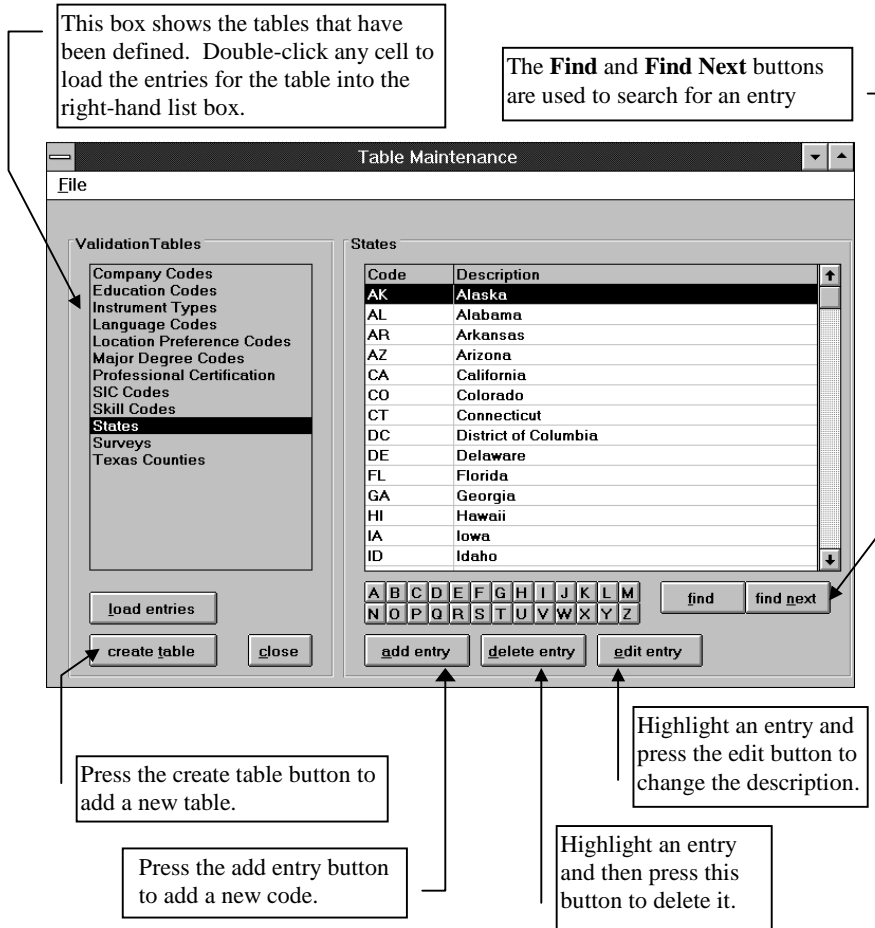 This box shows the tables that have
been defined.  Double-click any cell to
load the entries for the table into the
right-hand list box.
The Find and Find Next buttons
are used to search for an entry
Table Maintenance
File
ValidationTables
Company Codes
Education Codes
Instrument Types
Language Codes
Location Preference Codes
Major Degree Codes
Professional Certification
SIC Codes
Skill Codes
States
Surveys
Texas Counties
load entries
create table
close
States
Code Description
AK Alaska
AL Alabama
AR Arkansas
AZ Arizona
CA California
CO Colorado
CT Connecticut
DC District of Columbia
DE Delaware
FL Florida
GA Georgia
HI Hawaii
IA Iowa
ID Idaho
A B C D E F G H I J K L M
N O P Q R S T U V W X Y Z
find
find next
add entry
delete entry
edit entry
Highlight an entry and
press the edit button to
change the description.
Press the create table button to
add a new table.
Highlight an entry
and then press this
button to delete it.
Press the add entry button
to add a new code.